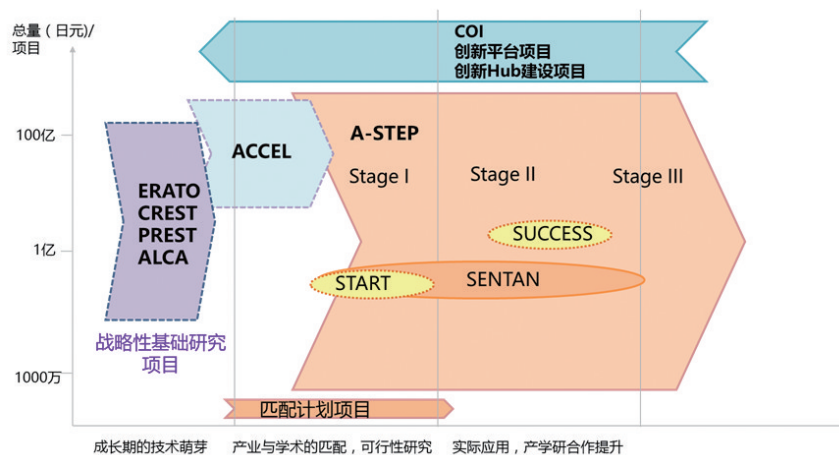 总量（日元)/
项目
COI
创新平台项目
创新Hub建设项目
100亿
ACCEL
A-STEP
Stage I
Stage II
Stage III
ERATO
CREST
PREST
ALCA
SUCCESS
1亿
START
SENTAN
战略性基础研究
项目
1000万
匹配计划项目
成长期的技术萌芽
产业与学术的匹配，可行性研究
实际应用，产学研合作提升